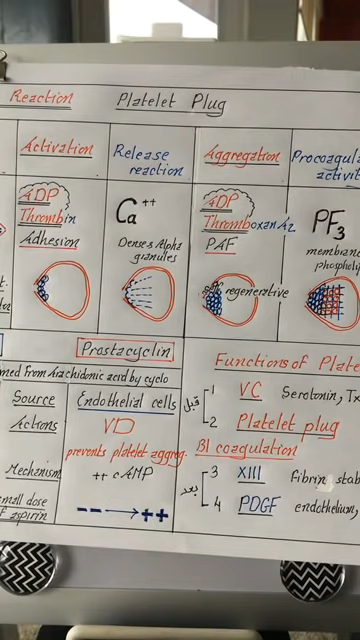 Reaction
Platelet Plug
Activation
Release
reaction
Aggregation
Procoagula
activit
ADP
Thrombin
Adhesion
Ca++
Dense & Alpha
granules
ADP
Thromboxan A2
PAF
regenerative
PF3
membrane
phospholi
Prostacyclin
med From Arachidonic acid by cyclo
Source
Endothelial cells
Actions
VD
prevents platelet aggreg.
Mechanism
++ cAMP
small dose
f aspirin
-- → ++
Functions of Plate
قبل
1 VC Serotonin, Tx
2 Platelet plug
Bl coagulation
بعد
3 XIII Fibrin stab
4 PDGF endothelium,